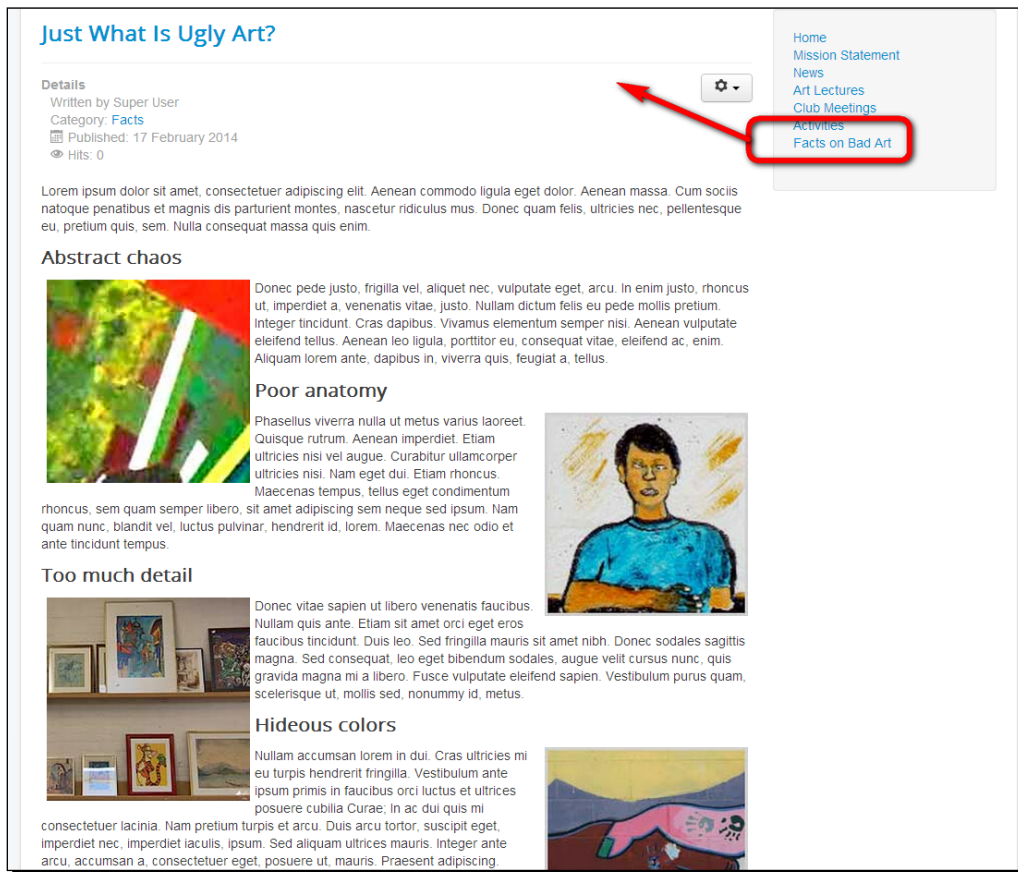 Just What Is Ugly Art?
Details
Written by Super User
Category: Facts
Published: 17 February 2014
Hits: 0
Lorem ipsum dolor sit amet, consectetuer adipiscing elit. Aenean commodo ligula eget dolor. Aenean massa. Cum sociis
natoque penatibus et magnis dis parturient montes, nascetur ridiculus mus. Donec quam felis, ultricies nec, pellentesque
eu, pretium quis, sem. Nulla consequat massa quis enim.
Abstract chaos
Donec pede justo, frigilla vel, aliquet nec, vulputate eget, arcu. In enim justo, rhoncus
ut, imperdiet a, venenatis vitae, justo. Nullam dictum felis eu pede mollis pretium.
Integer tincidunt. Cras dapibus. Vivamus elementum semper nisi. Aenean vulputate
eleifend tellus. Aenean leo ligula, porttitor eu, consequat vitae, eleifend ac, enim.
Aliquam lorem ante, dapibus in, viverra quis, feugiat a, tellus.
Poor anatomy
Phasellus viverra nulla ut metus varius laoreet.
Quisque rutrum. Aenean imperdiet. Etiam
ultricies nisi vel augue. Curabitur ullamcorper
ultricies nisi. Nam eget dui. Etiam rhoncus.
Maecenas tempus, tellus eget condimentum
rhoncus, sem quam semper libero, sit amet adipiscing sem neque sed ipsum. Nam
quam nunc, blandit vel, luctus pulvinar, hendrerit id, lorem. Maecenas nec odio et
ante tincidunt tempus.
Too much detail
Donec vitae sapien ut libero venenatis faucibus.
Nullam quis ante. Etiam sit amet orci eget eros
faucibus tincidunt. Duis leo. Sed fringilla mauris sit amet nibh. Donec sodales sagittis
magna. Sed consequat, leo eget bibendum sodales, augue velit cursus nunc, quis
gravida magna mi a libero. Fusce vulputate eleifend sapien. Vestibulum purus quam,
scelerisque ut, mollis sed, nonummy id, metus.
Hideous colors
Nullam accumsan lorem in dui. Cras ultricies mi
eu turpis hendrerit fringilla. Vestibulum ante
ipsum primis in faucibus orci luctus et ultrices
posuere cubilia Curae; In ac dui quis mi
consectetuer lacinia. Nam pretium turpis et arcu. Duis arcu tortor, suscipit eget,
imperdiet nec, imperdiet iaculis, ipsum. Sed aliquam ultrices mauris. Integer ante
arcu, accumsan a, consectetuer eget, posuere ut, mauris. Praesent adipiscing.
Home
Mission Statement
News
Art Lectures
Club Meetings
Activities
Facts on Bad Art